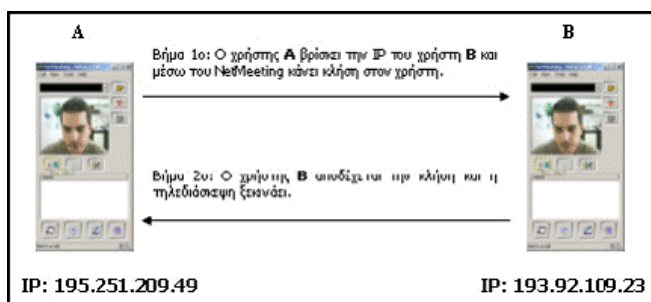 A
B
Βήμα 1ο: Ο χρήστης A βρίσκει την IP του χρήστη B και
μέσω του NetMeeting κάνει κλήση στον χρήστη.
Βήμα 2ο: Ο χρήστης B αποδέχεται την κλήση και η
τηλεδιάσκεψη ξεκινάει.
IP: 195.251.209.49
IP: 193.92.109.23